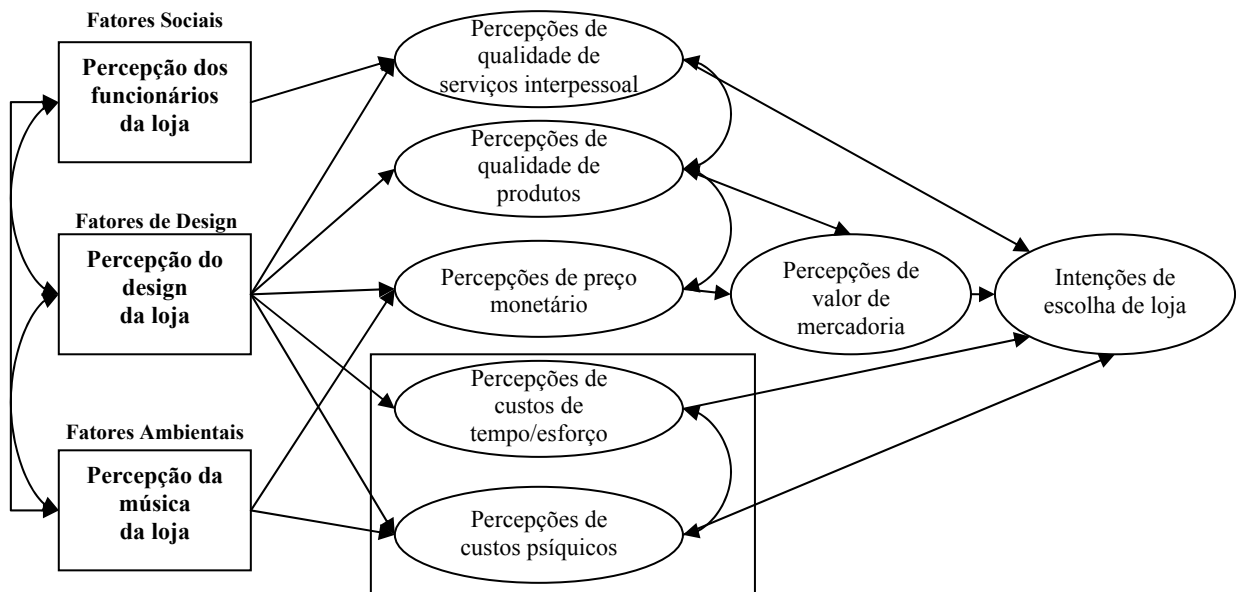 Fatores Sociais
Percepção dos
funcionários
da loja
Fatores de Design
Percepção do
design
da loja
Fatores Ambientais
Percepção da
música
da loja
Percepções de
qualidade de
serviços interpessoal
Percepções de
qualidade de
produtos
Percepções de preço
monetário
Percepções de
custos de
tempo/esforço
Percepções de
custos psíquicos
Percepções de
valor de
mercadoria
Intenções de
escolha de loja